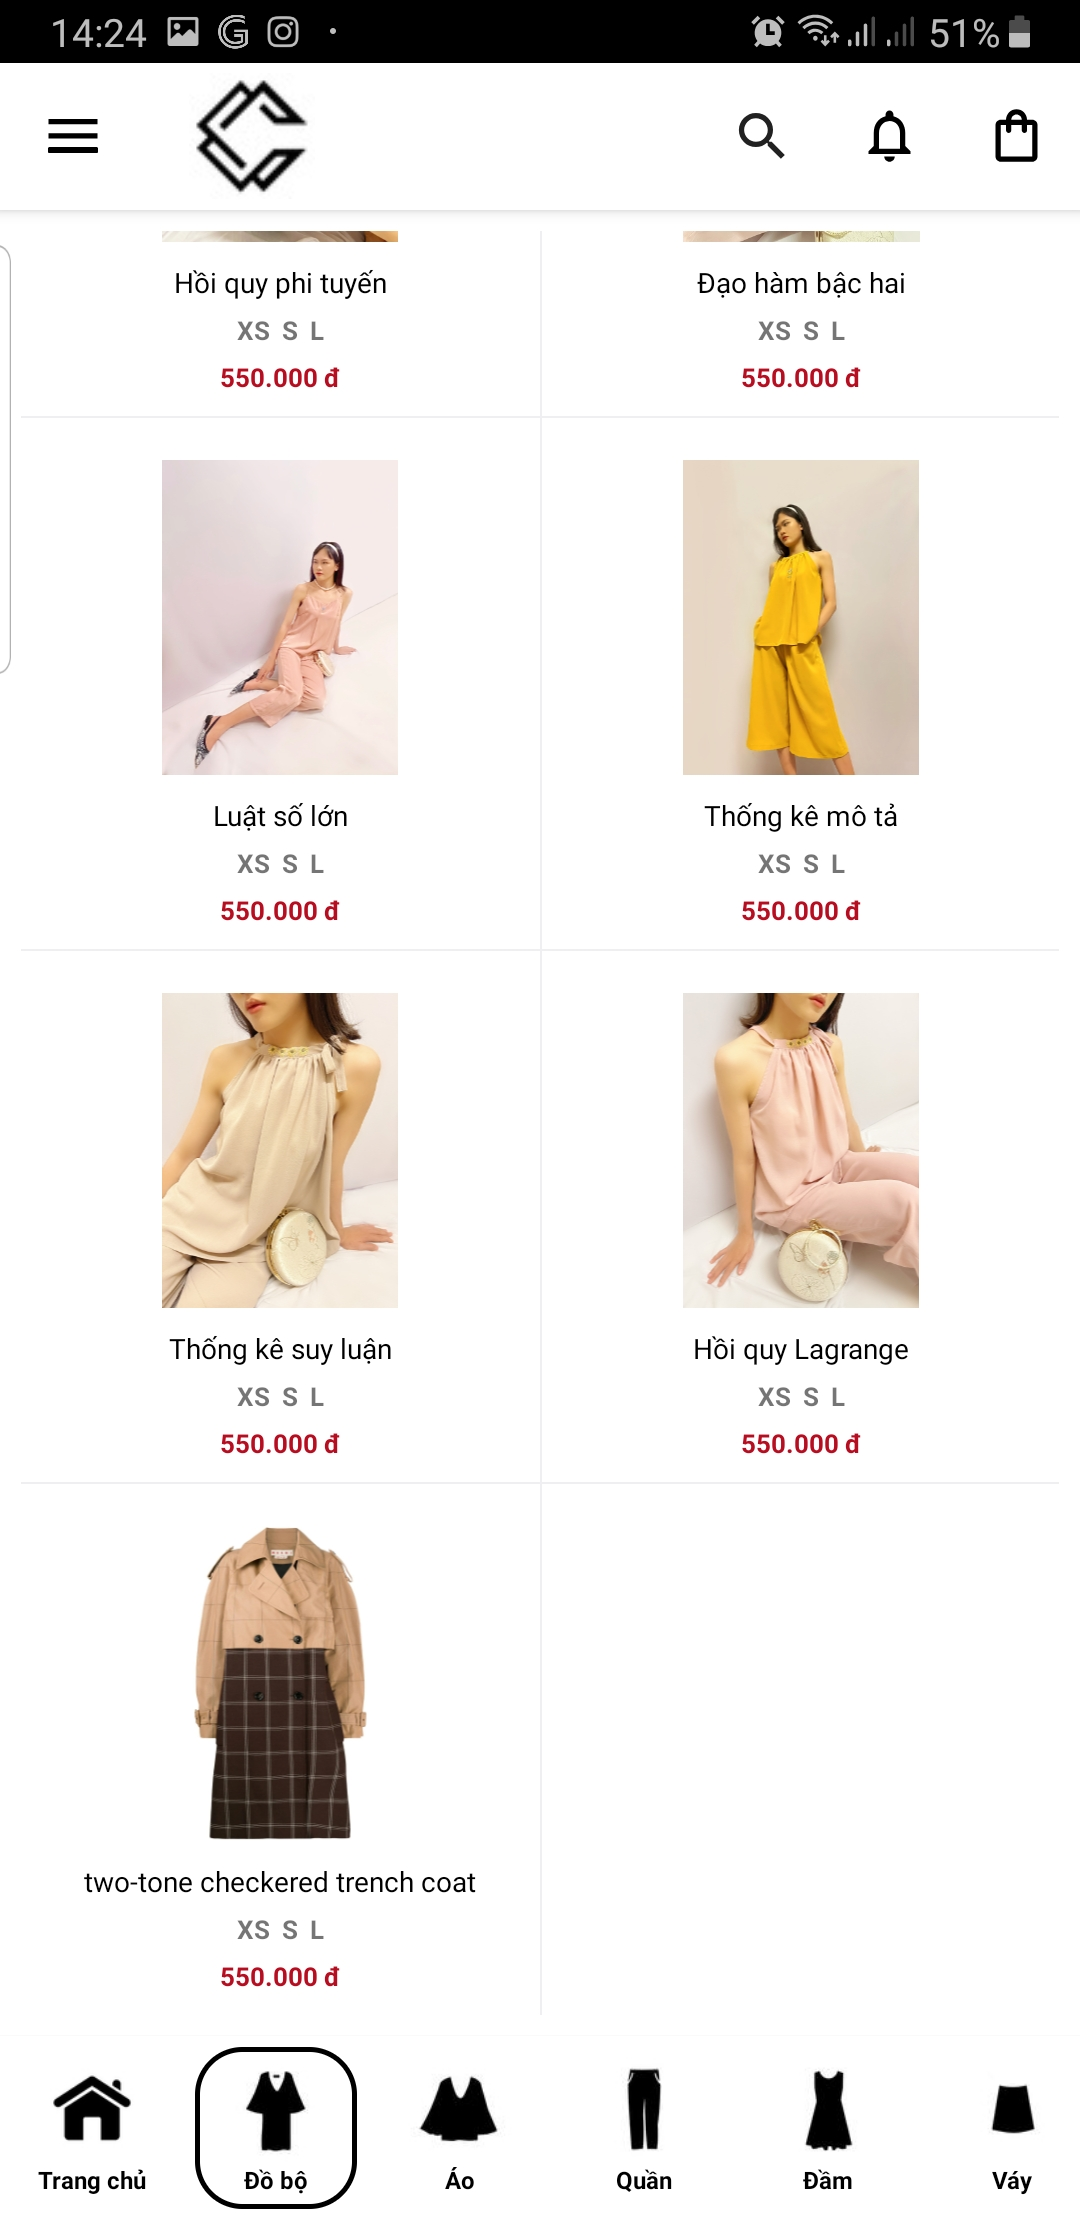 14:24
51%
Hồi quy phi tuyến
XS S L
550.000 đ
Đạo hàm bậc hai
XS S L
550.000 đ
Luật số lớn
XS S L
550.000 đ
Thống kê mô tả
XS S L
550.000 đ
Thống kê suy luận
XS S L
550.000 đ
Hồi quy Lagrange
XS S L
550.000 đ
two-tone checkered trench coat
XS S L
550.000 đ
Trang chủ
Đồ bộ
Áo
Quần
Đầm
Váy